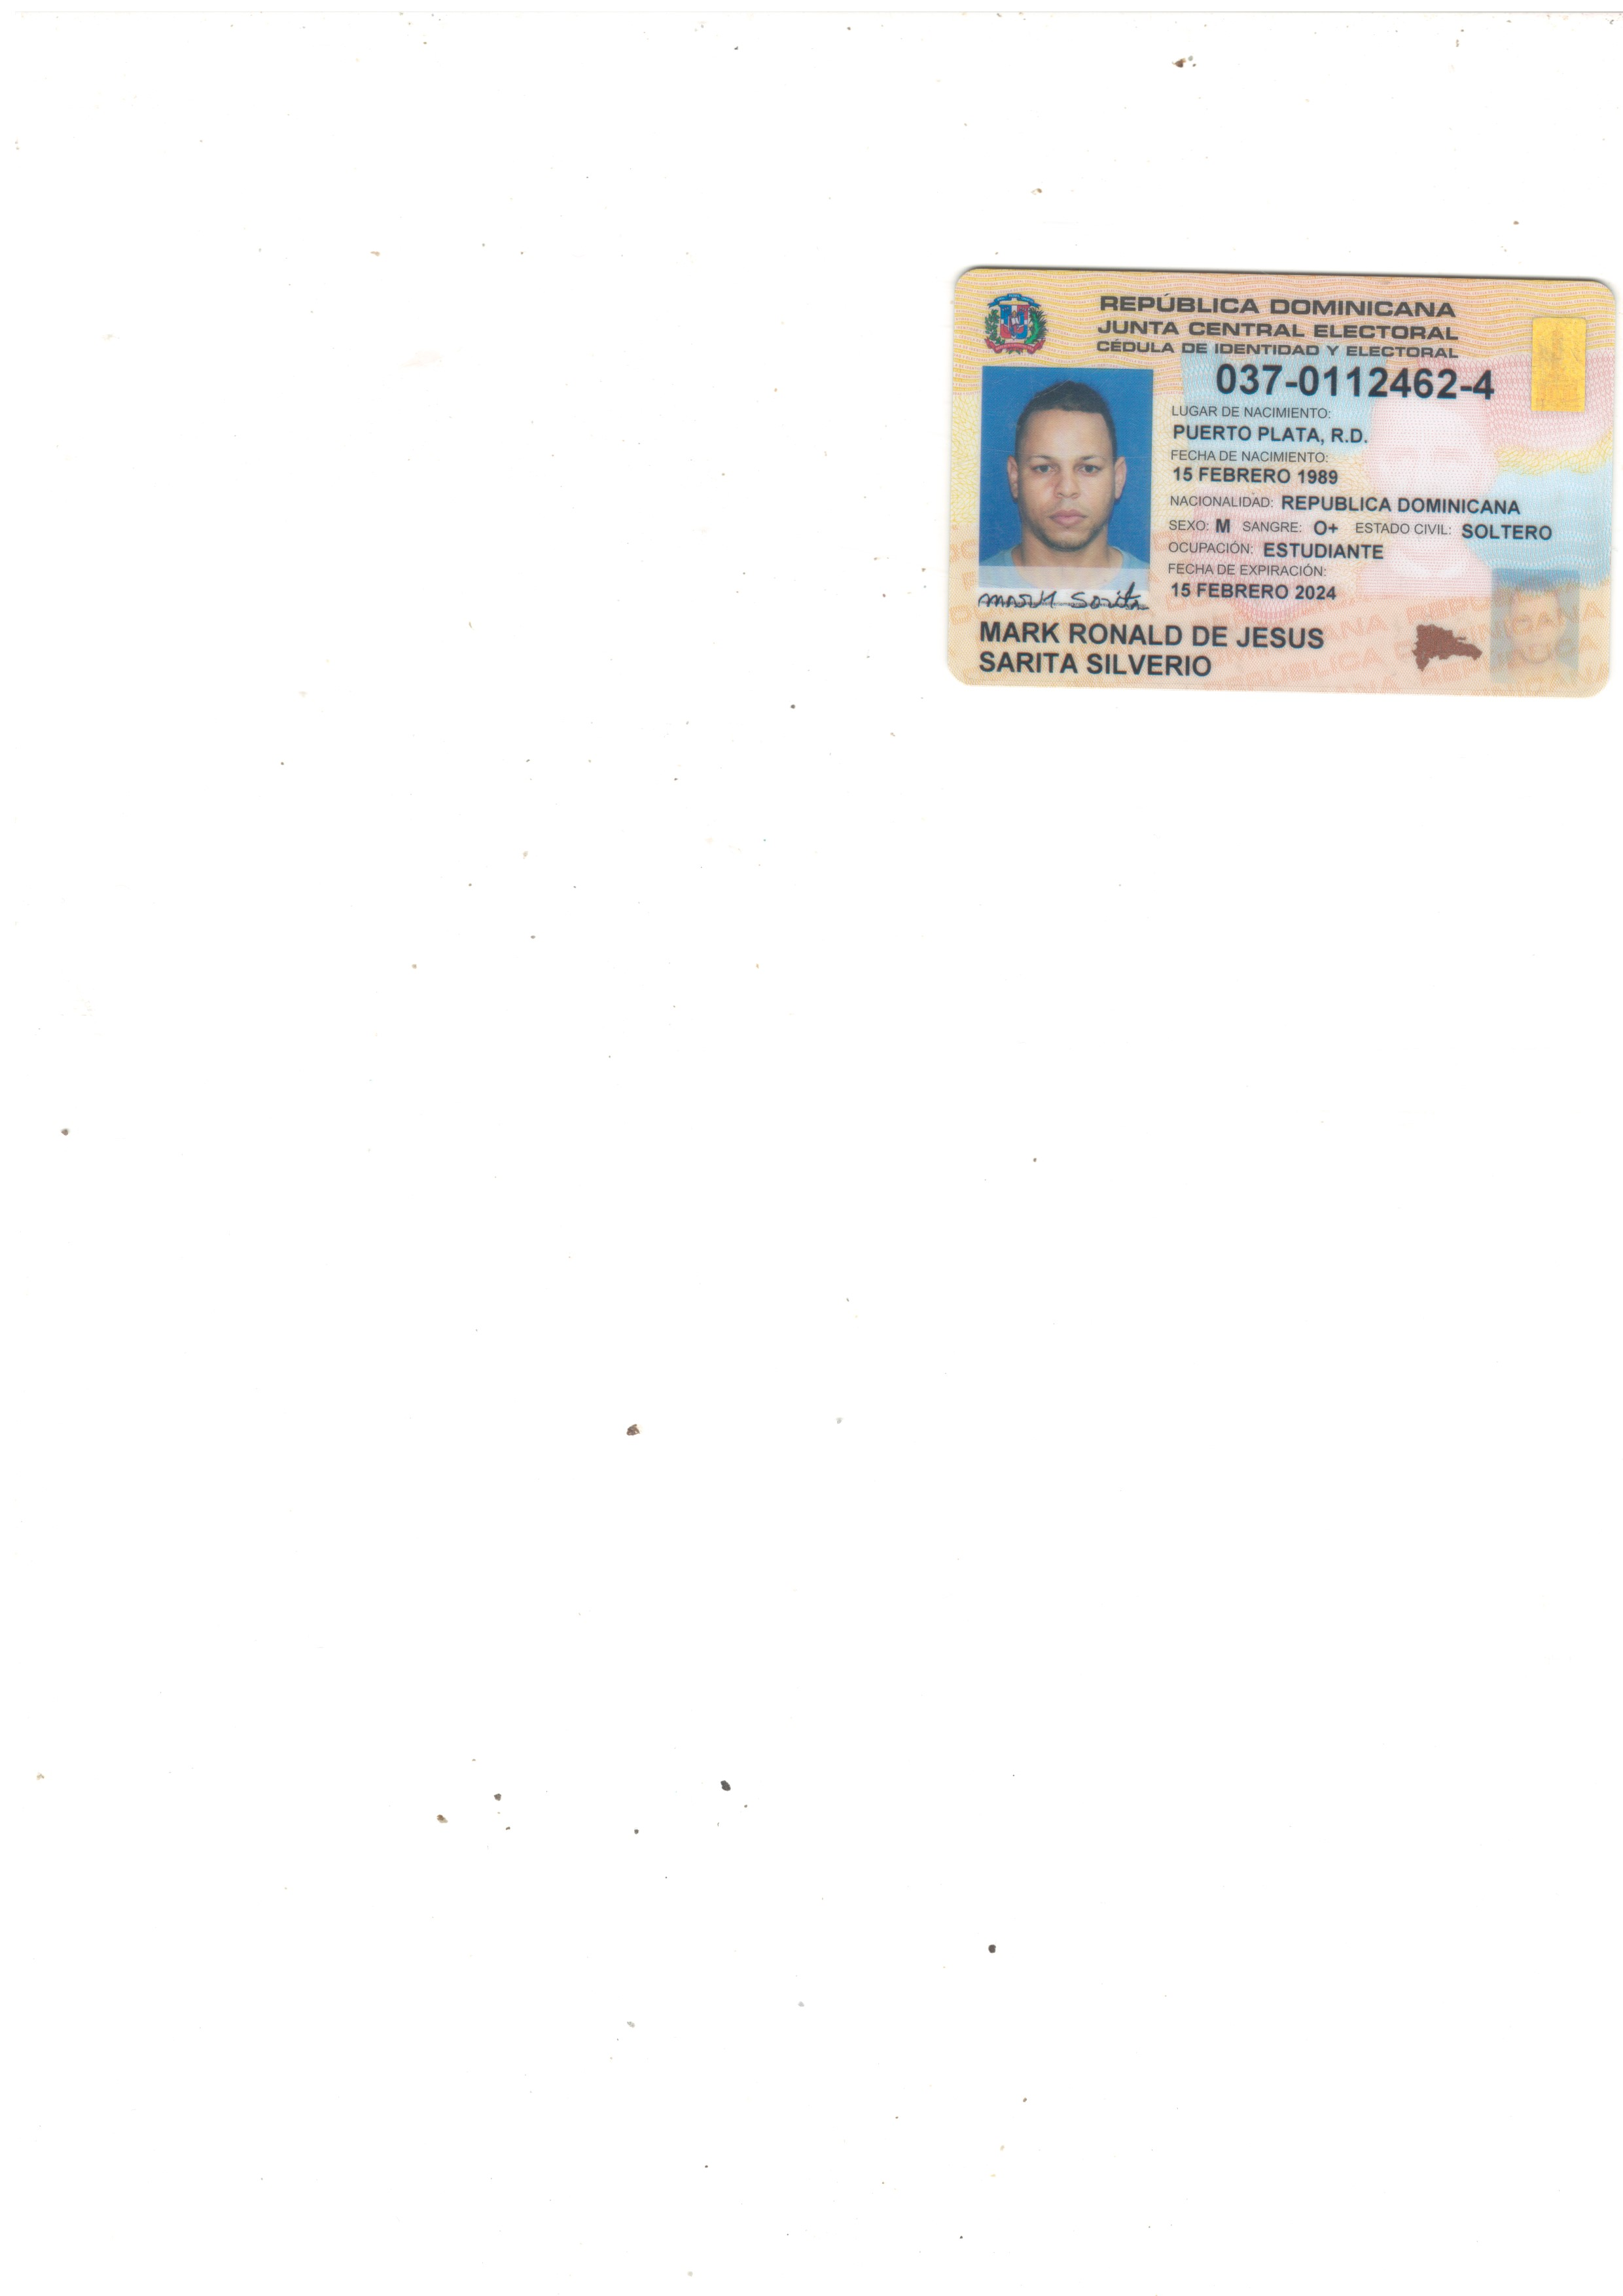 REPÚBLICA DOMINICANA
JUNTA CENTRAL ELECTORAL
CÉDULA DE IDENTIDAD Y ELECTORAL
037-0112462-4
LUGAR DE NACIMIENTO:
PUERTO PLATA, R.D.
FECHA DE NACIMIENTO:
15 FEBRERO 1989
NACIONALIDAD: REPUBLICA DOMINICANA
SEXO: M SANGRE: O+ ESTADO CIVIL: SOLTERO
OCUPACIÓN: ESTUDIANTE
FECHA DE EXPIRACIÓN:
15 FEBRERO 2024
Mark Sarita
MARK RONALD DE JESUS
SARITA SILVERIO